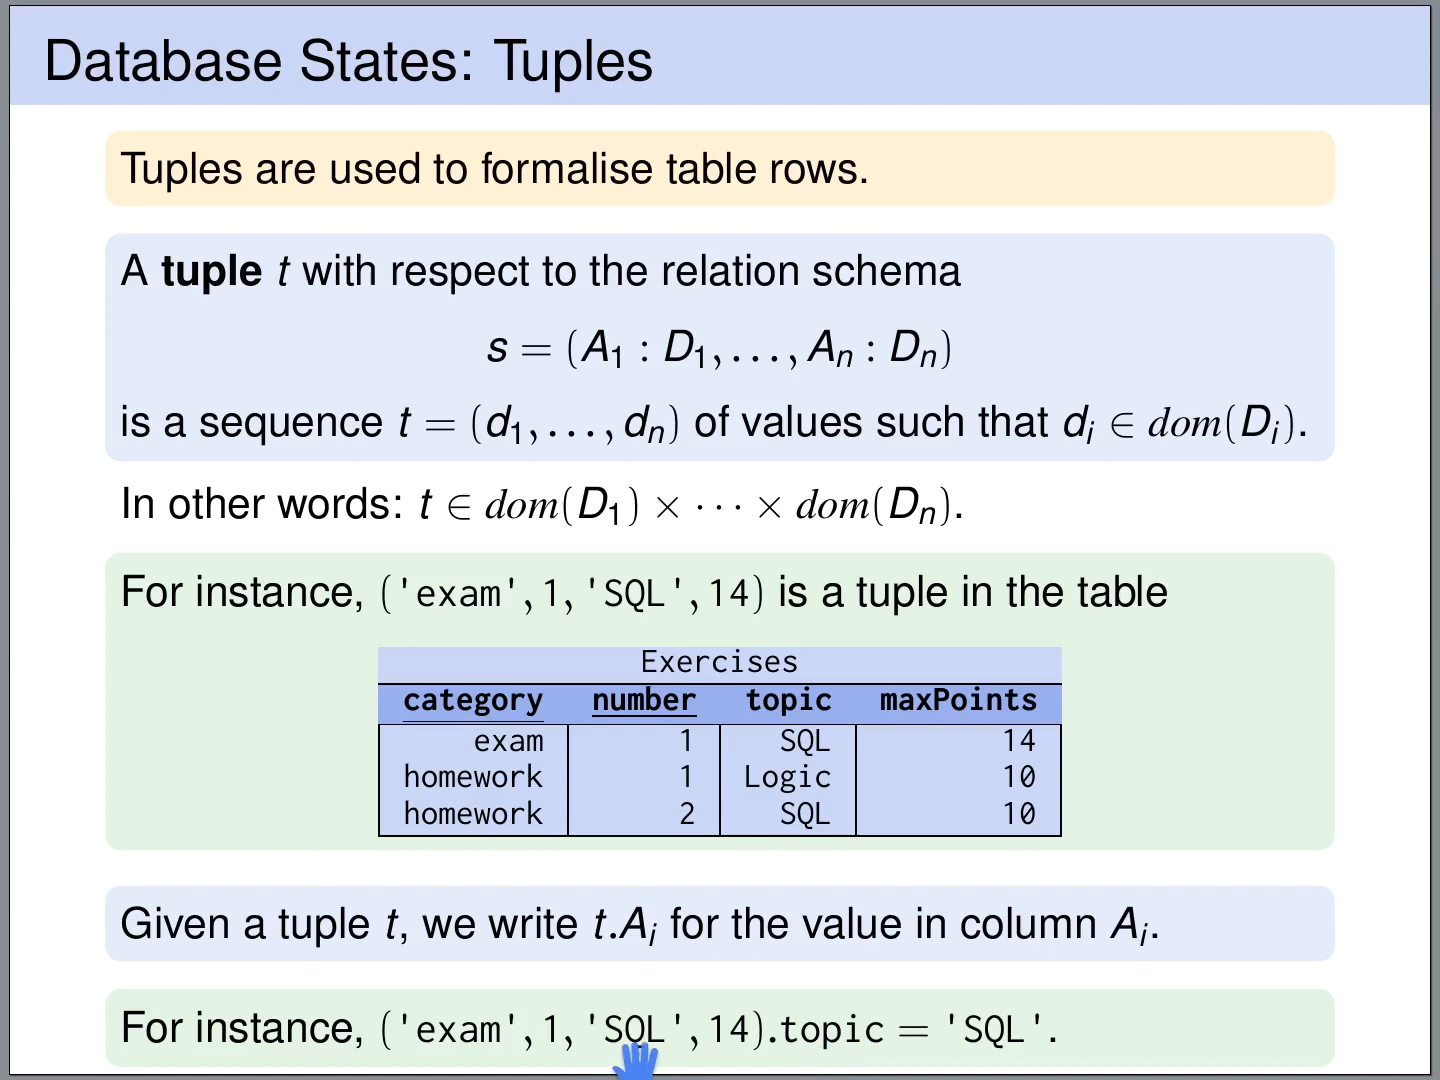 Database States: Tuples
Tuples are used to formalise table rows.
A tuple t with respect to the relation schema
s = (A₁ : D₁, . . . , Aₙ : Dₙ)
is a sequence t = (d₁, . . . , dₙ) of values such that dᵢ ∈ dom(Dᵢ).
In other words: t ∈ dom(D₁) × · · · × dom(Dₙ).
For instance, ('exam', 1, 'SQL', 14) is a tuple in the table
Exercises
category number topic maxPoints
exam 1 SQL 14
homework 1 Logic 10
homework 2 SQL 10
Given a tuple t, we write t.Aᵢ for the value in column Aᵢ.
For instance, ('exam', 1, 'SQL', 14).topic = 'SQL'.